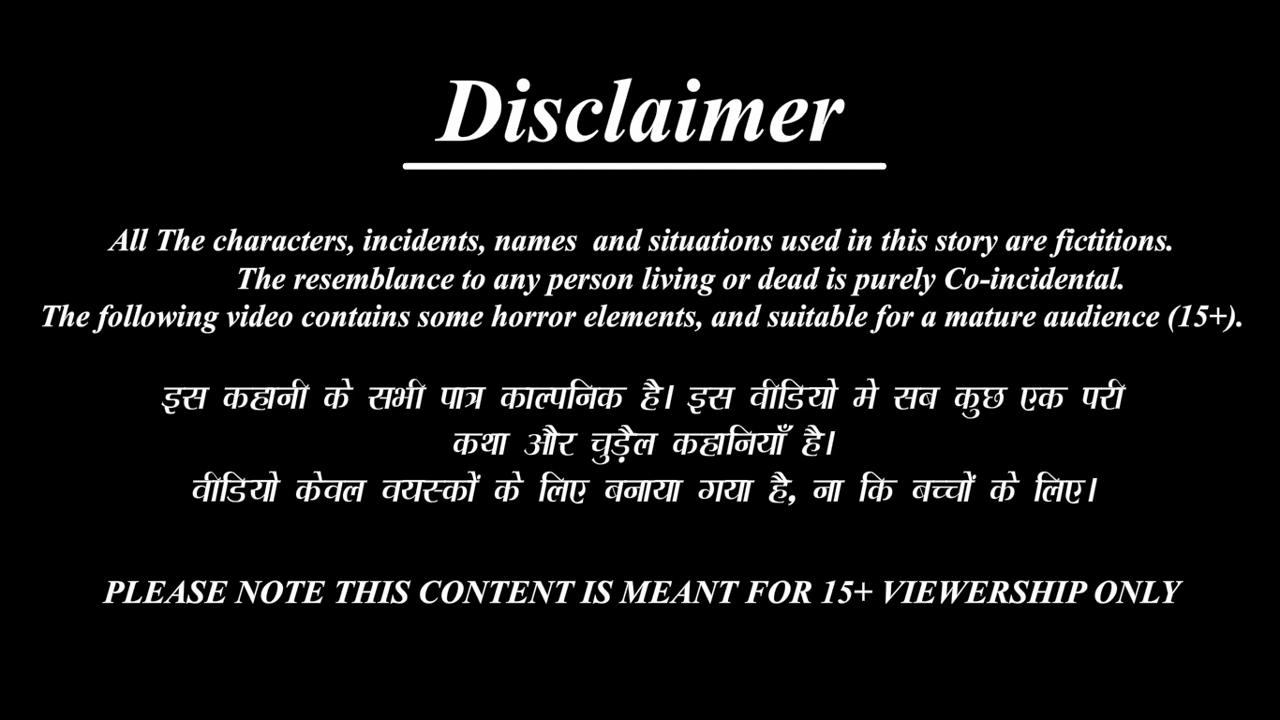 Disclaimer
All The characters, incidents, names and situations used in this story are fictitions.
The resemblance to any person living or dead is purely Co-incidental.
The following video contains some horror elements, and suitable for a mature audience (15+).
इस कहानी के सभी पात्र काल्पनिक है। इस वीडियो मे सब कुछ एक परी
कथा और चुड़ैल कहानियाँ है।
वीडियो केवल वयस्कों के लिए बनाया गया है, ना कि बच्चों के लिए।
PLEASE NOTE THIS CONTENT IS MEANT FOR 15+ VIEWERSHIP ONLY